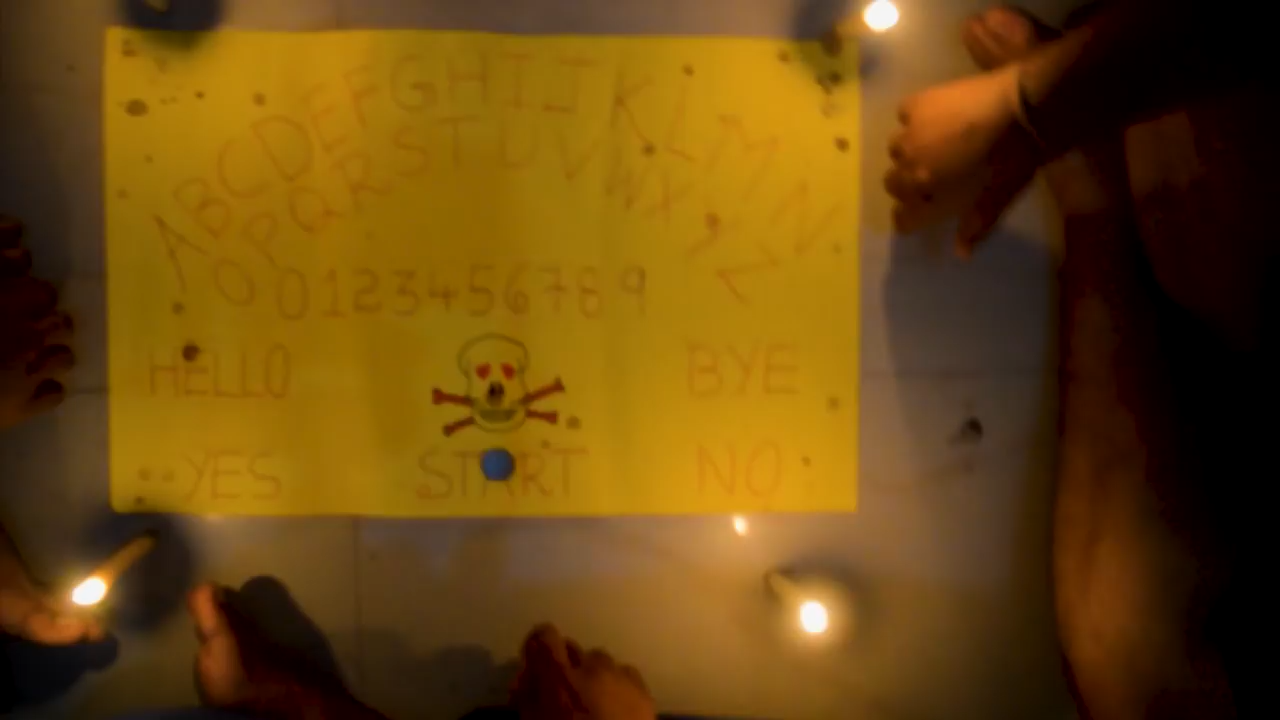 ABCDEFGHIJKLMN
OPQRSTUVWXYZ
0123456789
HELLO BYE
YES START NO